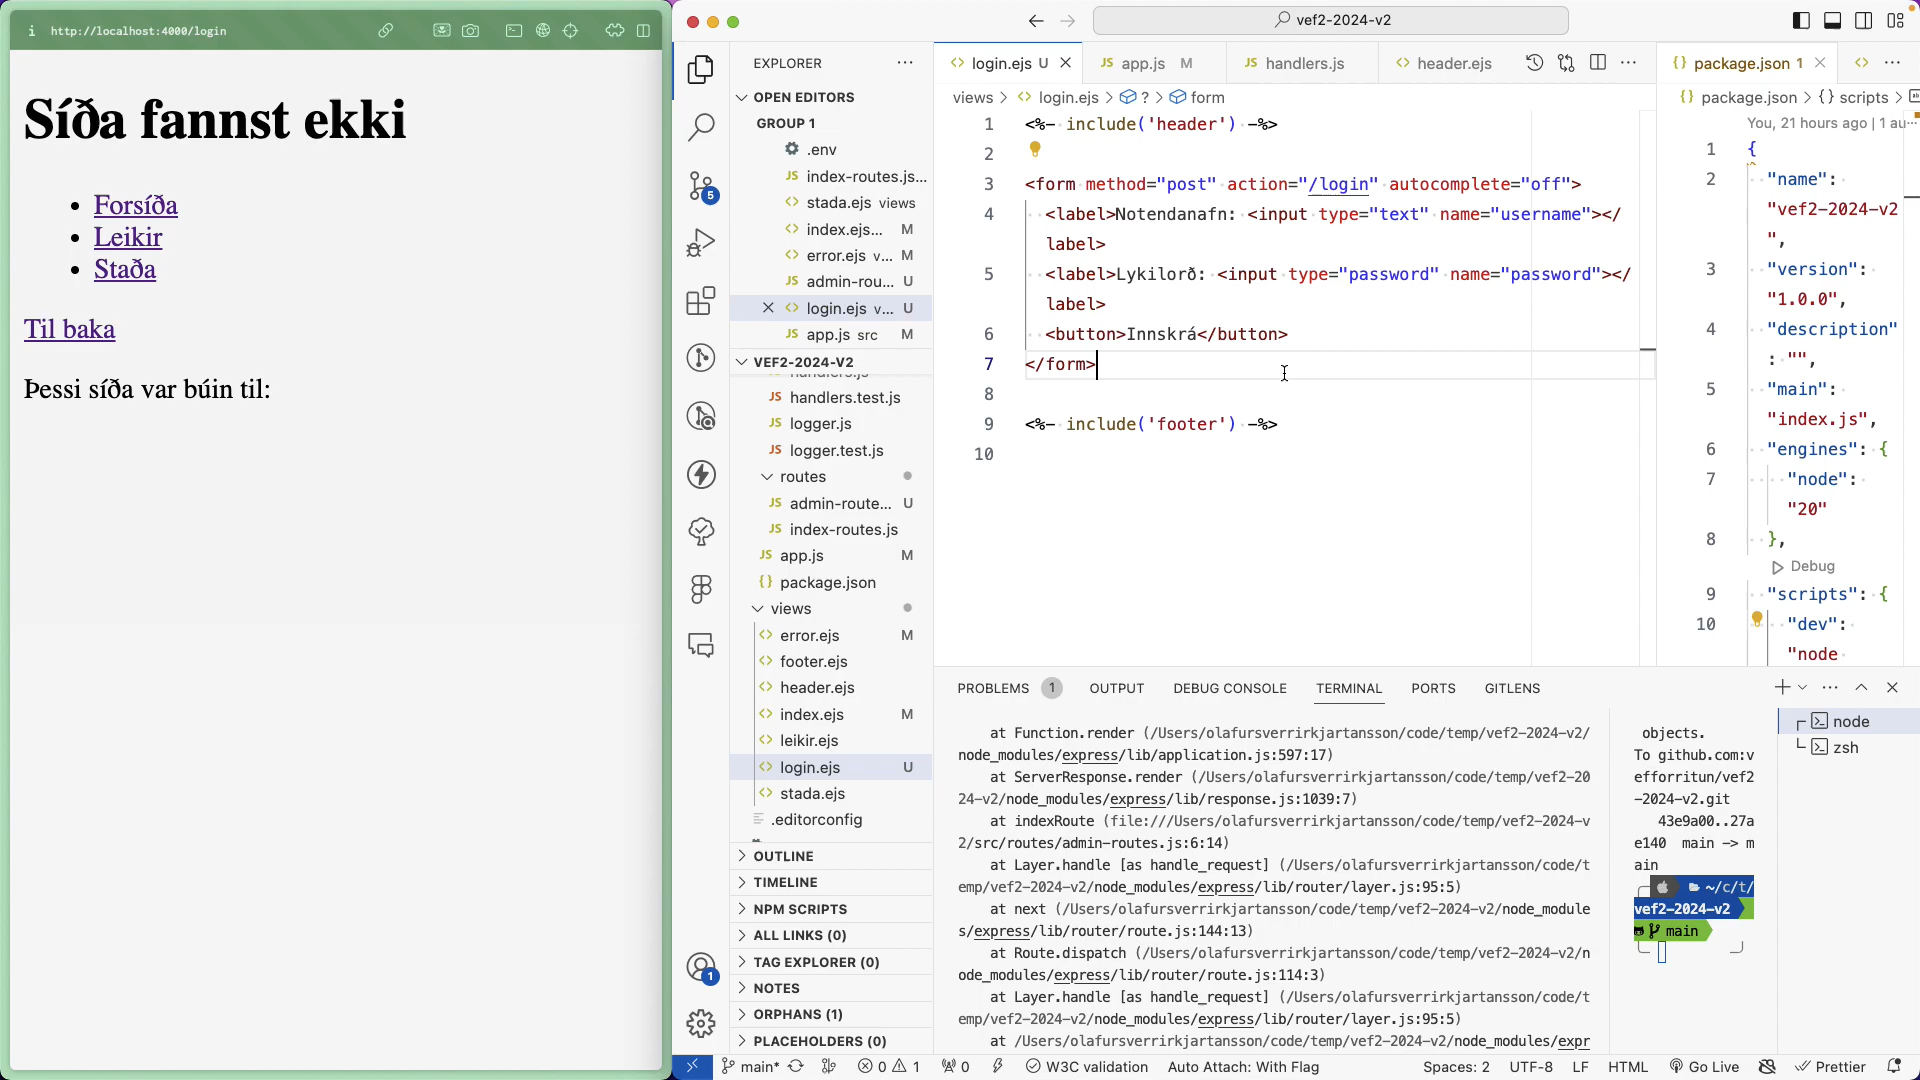 http://localhost:4000/login
Síða fannst ekki
Forsíða
Leikir
Staða
Til baka
Þessi síða var búin til:
vef2-2024-v2
EXPLORER
OPEN EDITORS
GROUP 1
.env
JS index-routes.js...
stada.ejs views
index.ejs... M
error.ejs v... M
JS admin-rou... U
login.ejs v... U
JS app.js src M
VEF2-2024-V2
handlers.js
JS handlers.test.js
JS logger.js
JS logger.test.js
routes
JS admin-route... U
JS index-routes.js
JS app.js M
{} package.json
views
error.ejs M
footer.ejs
header.ejs
index.ejs M
leikir.ejs
login.ejs U
stada.ejs
.editorconfig
OUTLINE
TIMELINE
NPM SCRIPTS
ALL LINKS (0)
TAG EXPLORER (0)
NOTES
ORPHANS (1)
PLACEHOLDERS (0)
5
1
login.ejs U
JS app.js M
JS handlers.js
header.ejs
views > login.ejs > ? > form
1 <%- include('header') -%>
2
3 <form method="post" action="/login" autocomplete="off">
4 <label>Notendanafn: <input type="text" name="username"></
label>
5 <label>Lykilorð: <input type="password" name="password"></
label>
6 <button>Innskrá</button>
7 </form>
8
9 <%- include('footer') -%>
10
{} package.json 1
{} package.json > {} scripts >
You, 21 hours ago | 1 au...
1 {
2 "name":
"vef2-2024-v2
",
3 "version":
"1.0.0",
4 "description"
: "",
5 "main":
"index.js",
6 "engines": {
7 "node":
"20"
8 },
Debug
9 "scripts": {
10 "dev":
"node
PROBLEMS 1 OUTPUT DEBUG CONSOLE TERMINAL PORTS GITLENS
at Function.render (/Users/olafursverrirkjartansson/code/temp/vef2-2024-v2/
node_modules/express/lib/application.js:597:17)
at ServerResponse.render (/Users/olafursverrirkjartansson/code/temp/vef2-20
24-v2/node_modules/express/lib/response.js:1039:7)
at indexRoute (file:///Users/olafursverrirkjartansson/code/temp/vef2-2024-v
2/src/routes/admin-routes.js:6:14)
at Layer.handle [as handle_request] (/Users/olafursverrirkjartansson/code/t
emp/vef2-2024-v2/node_modules/express/lib/router/layer.js:95:5)
at next (/Users/olafursverrirkjartansson/code/temp/vef2-2024-v2/node_module
s/express/lib/router/route.js:144:13)
at Route.dispatch (/Users/olafursverrirkjartansson/code/temp/vef2-2024-v2/n
ode_modules/express/lib/router/route.js:114:3)
at Layer.handle [as handle_request] (/Users/olafursverrirkjartansson/code/t
emp/vef2-2024-v2/node_modules/express/lib/router/layer.js:95:5)
at /Users/olafursverrirkjartansson/code/temp/vef2-2024-v2/node_modules/expr
objects.
To github.com:v
efforritun/vef2
-2024-v2.git
43e9a00..27a
e140 main -> m
ain
~/c/t/
vef2-2024-v2
main
node
zsh
main* 0 1 0 W3C validation Auto Attach: With Flag Spaces: 2 UTF-8 LF HTML Go Live Prettier